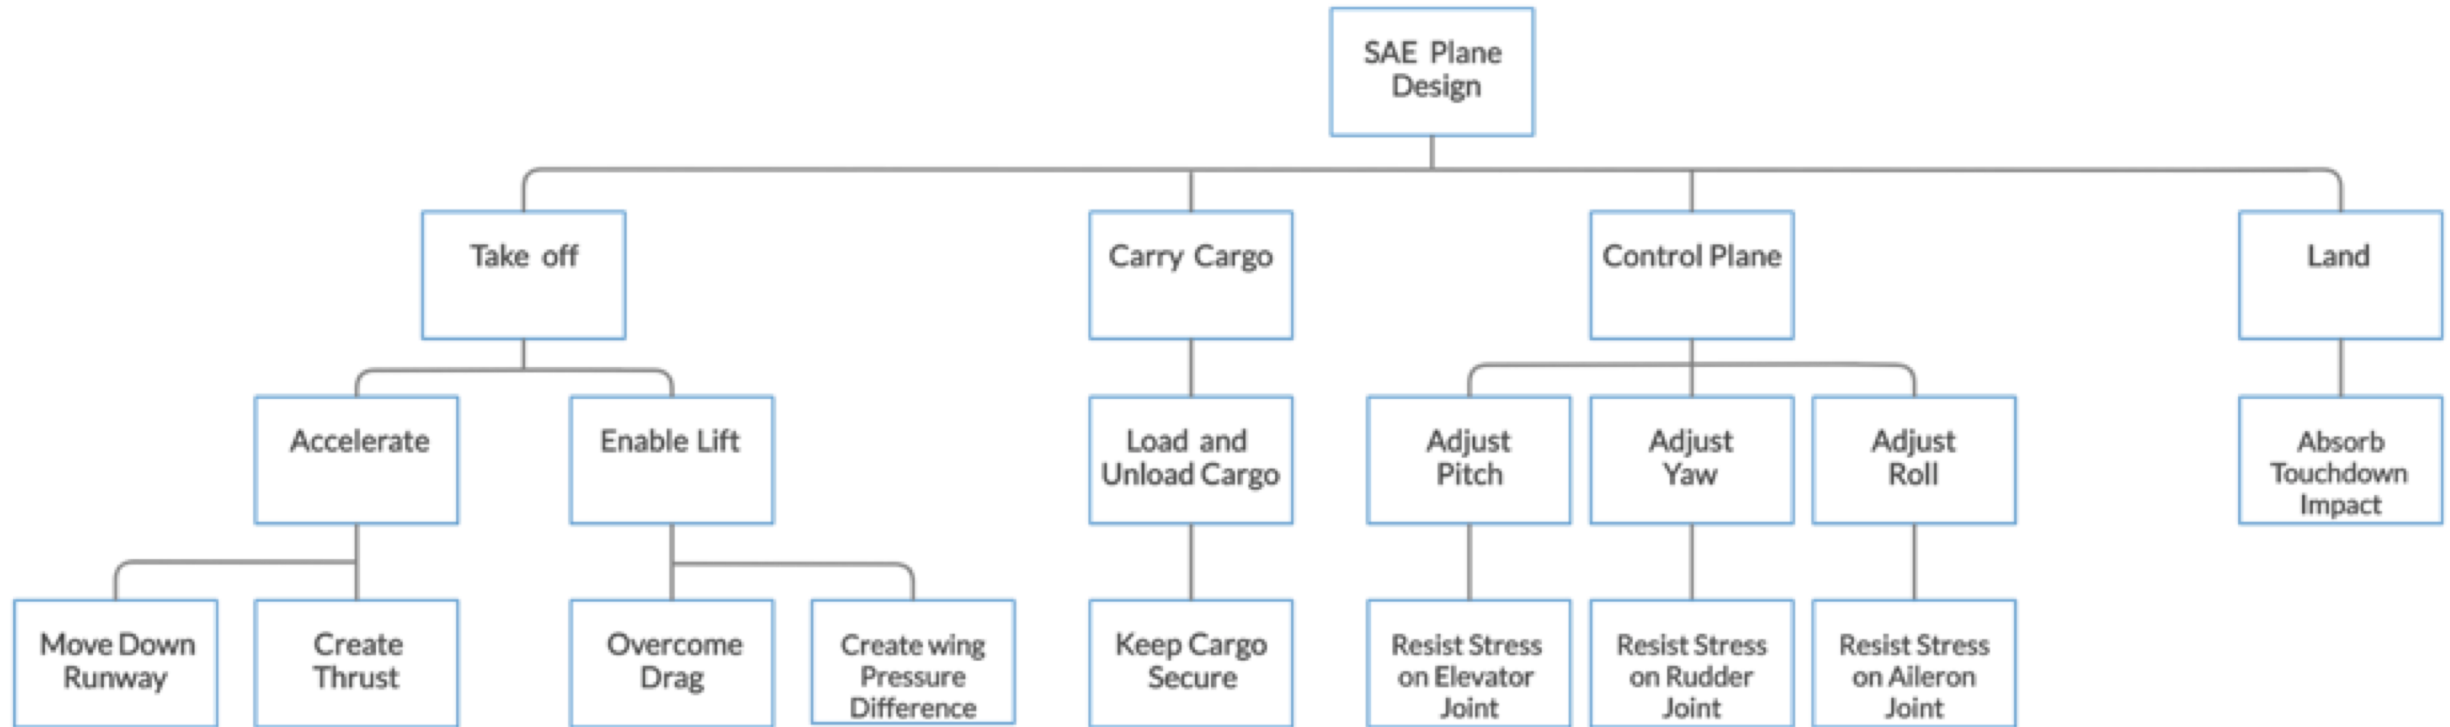 SAE Plane
Design
Take off
Carry Cargo
Control Plane
Land
Accelerate
Enable Lift
Load and
Unload Cargo
Adjust
Pitch
Adjust
Yaw
Adjust
Roll
Absorb
Touchdown
Impact
Move Down
Runway
Create
Thrust
Overcome
Drag
Create wing
Pressure
Difference
Keep Cargo
Secure
Resist Stress
on Elevator
Joint
Resist Stress
on Rudder
Joint
Resist Stress
on Aileron
Joint